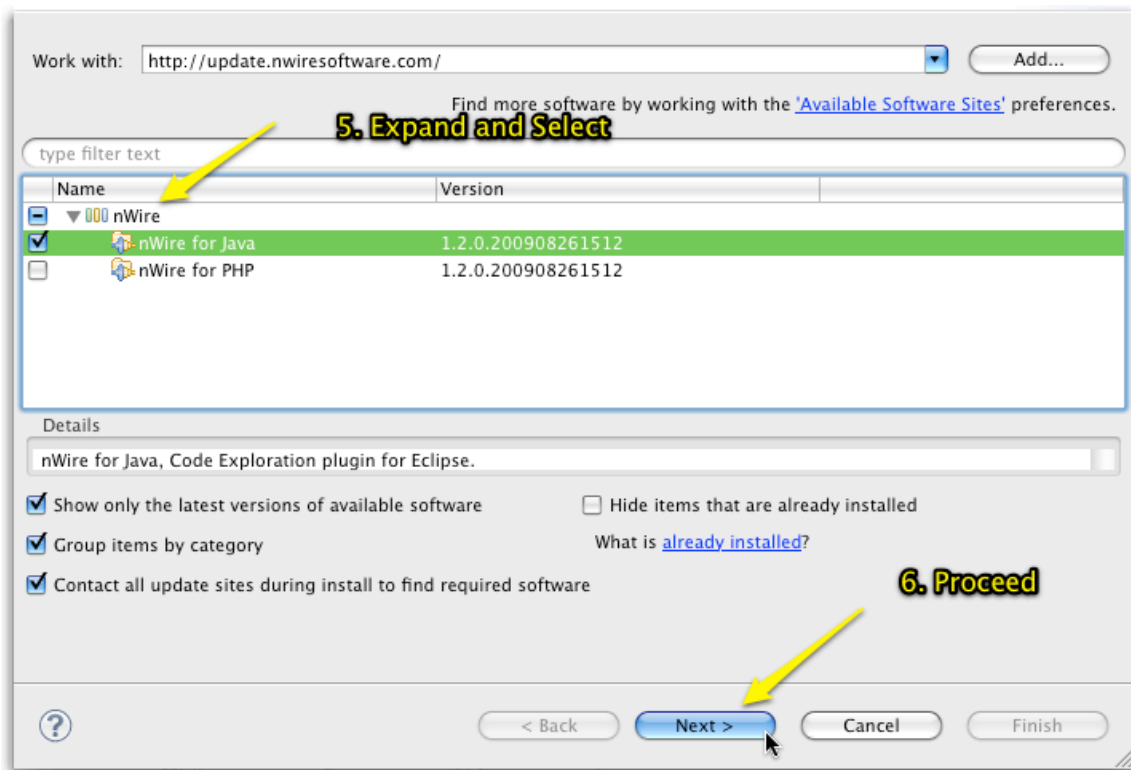 Work with: http://update.nwiresoftware.com/ Add...
Find more software by working with the 'Available Software Sites' preferences.
5. Expand and Select
type filter text
Name Version
nWire
nWire for Java 1.2.0.200908261512
nWire for PHP 1.2.0.200908261512
Details
nWire for Java, Code Exploration plugin for Eclipse.
Show only the latest versions of available software Hide items that are already installed
Group items by category What is already installed?
Contact all update sites during install to find required software
6. Proceed
? < Back Next > Cancel Finish